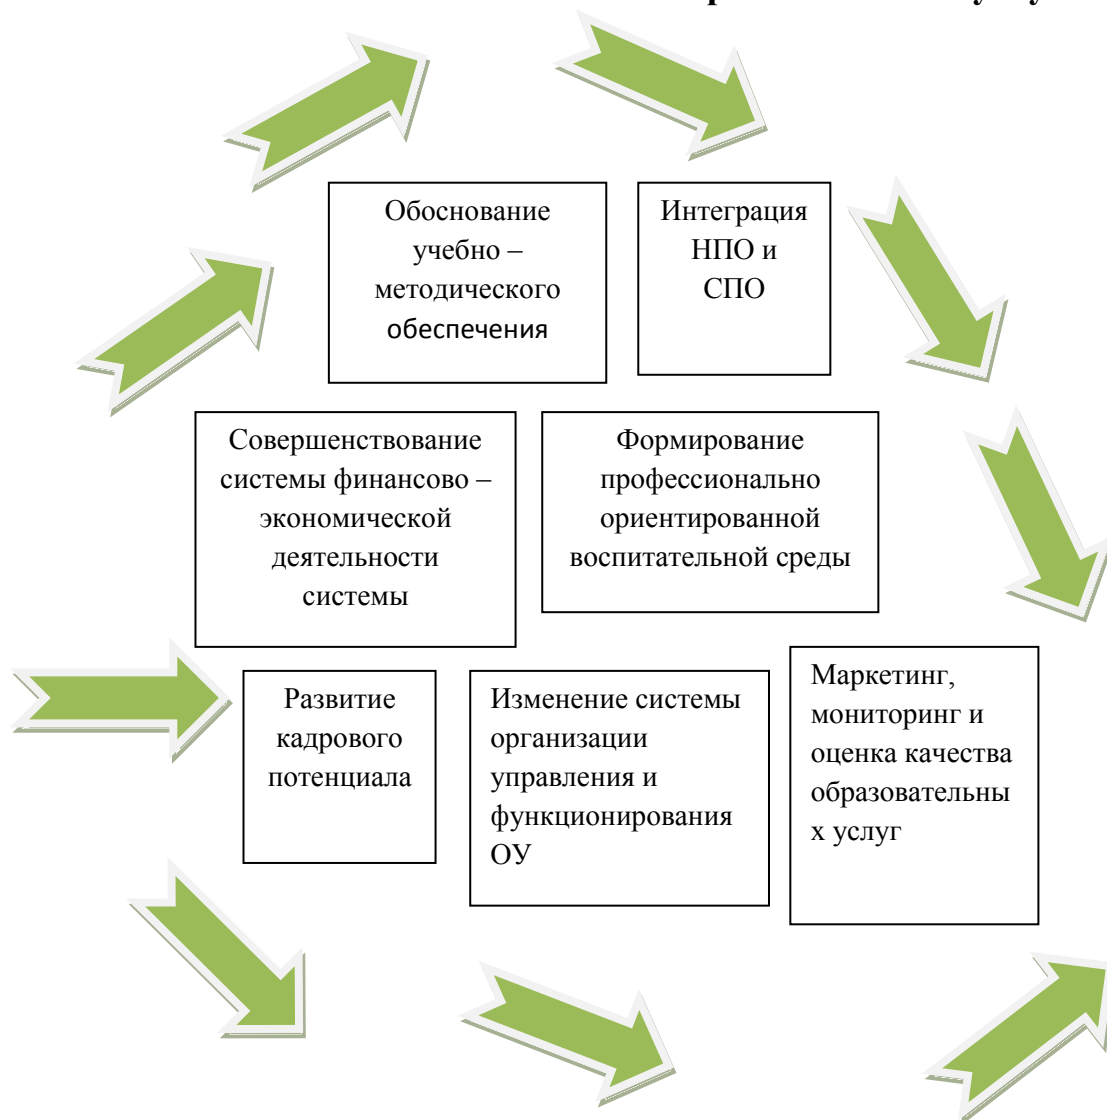 Обоснование
учебно –
методического
обеспечения
Интеграция
НПО и
СПО
Совершенствование
системы финансово –
экономической
деятельности
системы
Формирование
профессионально
ориентированной
воспитательной среды
Развитие
кадрового
потенциала
Изменение системы
организации
управления и
функционирования
ОУ
Маркетинг,
мониторинг и
оценка качества
образовательны
х услуг